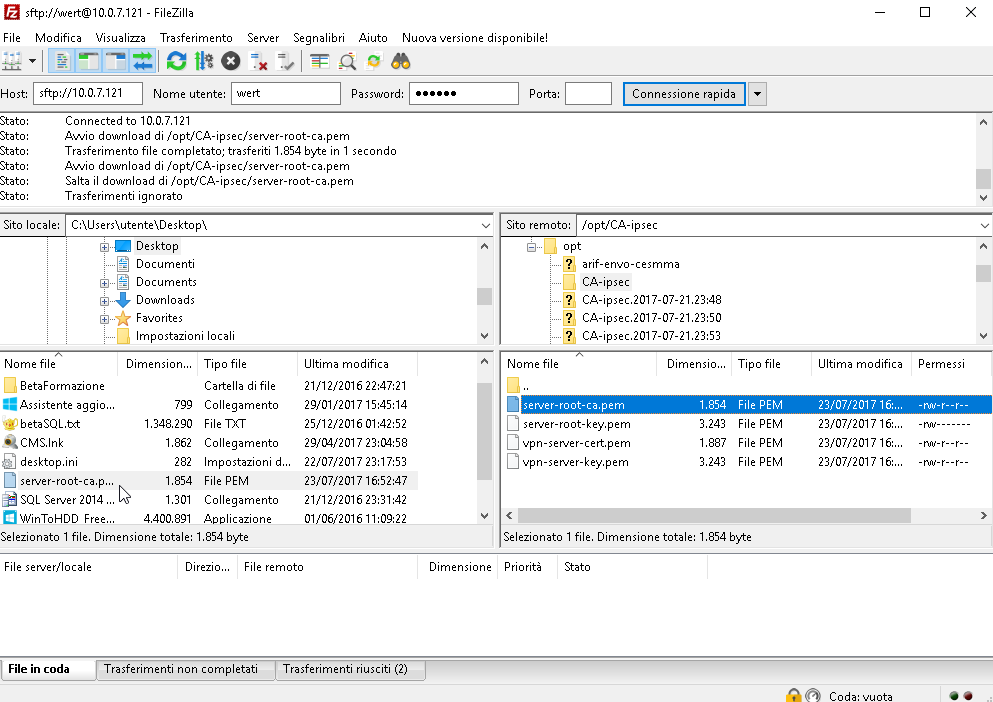 sftp://wert@10.0.7.121 - FileZilla
File Modifica Visualizza Trasferimento Server Segnalibri Aiuto Nuova versione disponibile!
Host: sftp://10.0.7.121 Nome utente: wert Password: ●●●●●● Porta: Connessione rapida
Stato: Connected to 10.0.7.121
Stato: Avvio download di /opt/CA-ipsec/server-root-ca.pem
Stato: Trasferimento file completato; trasferiti 1.854 byte in 1 secondo
Stato: Avvio download di /opt/CA-ipsec/server-root-ca.pem
Stato: Salta il download di /opt/CA-ipsec/server-root-ca.pem
Stato: Trasferimenti ignorato
Sito locale: C:\Users\utente\Desktop\
Desktop
Documenti
Documents
Downloads
Favorites
Impostazioni locali
Sito remoto: /opt/CA-ipsec
opt
? arif-envo-cesmma
CA-ipsec
? CA-ipsec.2017-07-21.23:48
? CA-ipsec.2017-07-21.23:50
? CA-ipsec.2017-07-21.23:53
Nome file Dimension... Tipo file Ultima modifica
BetaFormazione Cartella di file 21/12/2016 22:47:21
Assistente aggio... 799 Collegamento 29/01/2017 15:45:14
betaSQL.txt 1.348.290 File TXT 25/12/2016 01:42:52
CMS.lnk 1.862 Collegamento 29/04/2017 23:04:58
desktop.ini 282 Impostazioni d... 22/07/2017 23:17:53
server-root-ca.p... 1.854 File PEM 23/07/2017 16:52:47
SQL Server 2014 ... 1.301 Collegamento 21/12/2016 23:31:42
WinToHDD_Free... 4.400.891 Applicazione 01/06/2016 11:09:22
Selezionato 1 file. Dimensione totale: 1.854 byte
Nome file Dimensio... Tipo file Ultima modifica Permessi
..
server-root-ca.pem 1.854 File PEM 23/07/2017 16:... -rw-r--r--
server-root-key.pem 3.243 File PEM 23/07/2017 16:... -rw-------
vpn-server-cert.pem 1.887 File PEM 23/07/2017 16:... -rw-r--r--
vpn-server-key.pem 3.243 File PEM 23/07/2017 16:... -rw-r--r--
Selezionato 1 file. Dimensione totale: 1.854 byte
File server/locale Direzio... File remoto Dimensione Priorità Stato
File in coda Trasferimenti non completati Trasferimenti riusciti (2)
Coda: vuota